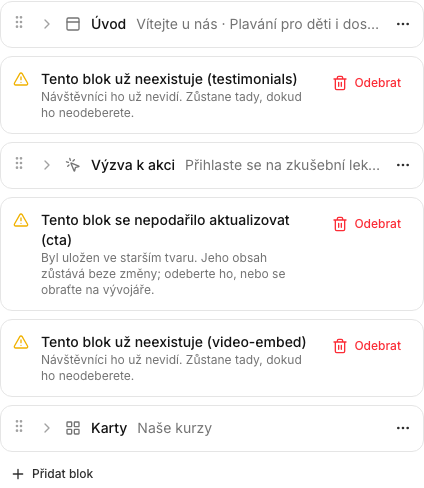 Úvod Vítejte u nás · Plavání pro děti i dos...
Tento blok už neexistuje (testimonials)
Odebrat
Návštěvníci ho už nevidí. Zůstane tady, dokud
ho neodeberete.
Výzva k akci Přihlaste se na zkušební lek...
Tento blok se nepodařilo aktualizovat
(cta)
Odebrat
Byl uložen ve starším tvaru. Jeho obsah
zůstává beze změny; odeberte ho, nebo se
obraťte na vývojáře.
Tento blok už neexistuje (video-embed)
Odebrat
Návštěvníci ho už nevidí. Zůstane tady, dokud
ho neodeberete.
Karty Naše kurzy
Přidat blok